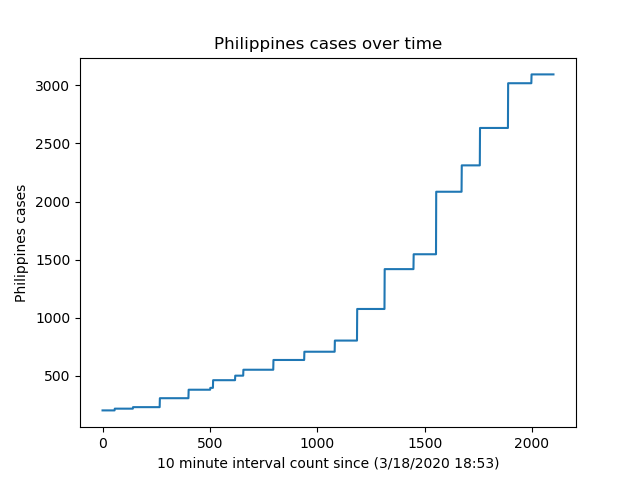 Philippines cases over time
3000
2500
2000
1500
1000
500
Philippines cases
0 500 1000 1500 2000
10 minute interval count since (3/18/2020 18:53)